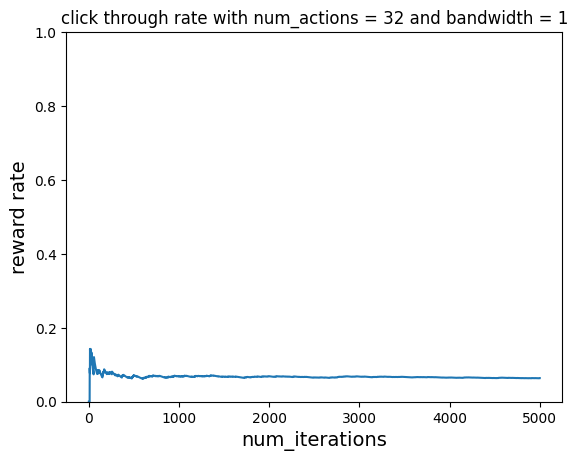 click through rate with num_actions = 32 and bandwidth = 1
1.0
0.8
0.6
0.4
0.2
0.0
reward rate
0 1000 2000 3000 4000 5000
num_iterations